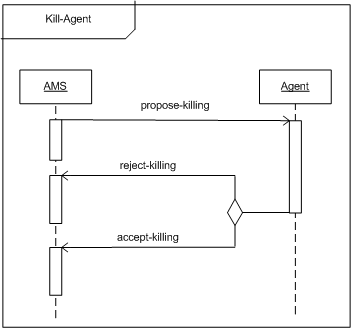 Kill-Agent
AMS
Agent
propose-killing
reject-killing
accept-killing